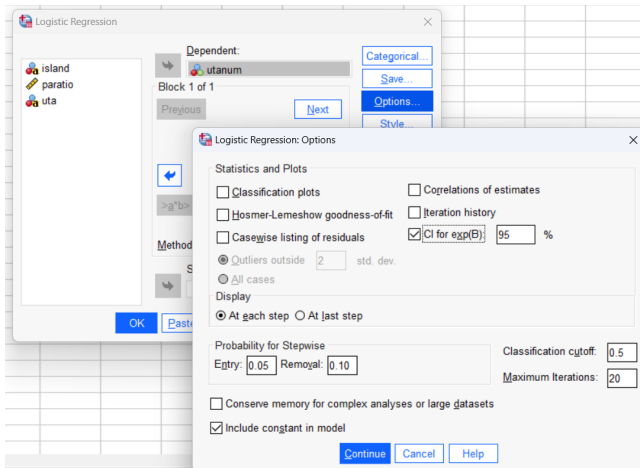 Logistic Regression
Dependent:
utanum
island
paratio
uta
Block 1 of 1
Previous
Next
Categorical...
Save...
Options...
Style...
>a*b>
Method
S
OK
Paste
Logistic Regression: Options
Statistics and Plots
Classification plots
Correlations of estimates
Hosmer-Lemeshow goodness-of-fit
Iteration history
Casewise listing of residuals
CI for exp(B): 95 %
Outliers outside 2 std. dev.
All cases
Display
At each step At last step
Probability for Stepwise
Entry: 0.05 Removal: 0.10
Classification cutoff: 0.5
Maximum Iterations: 20
Conserve memory for complex analyses or large datasets
Include constant in model
Continue Cancel Help